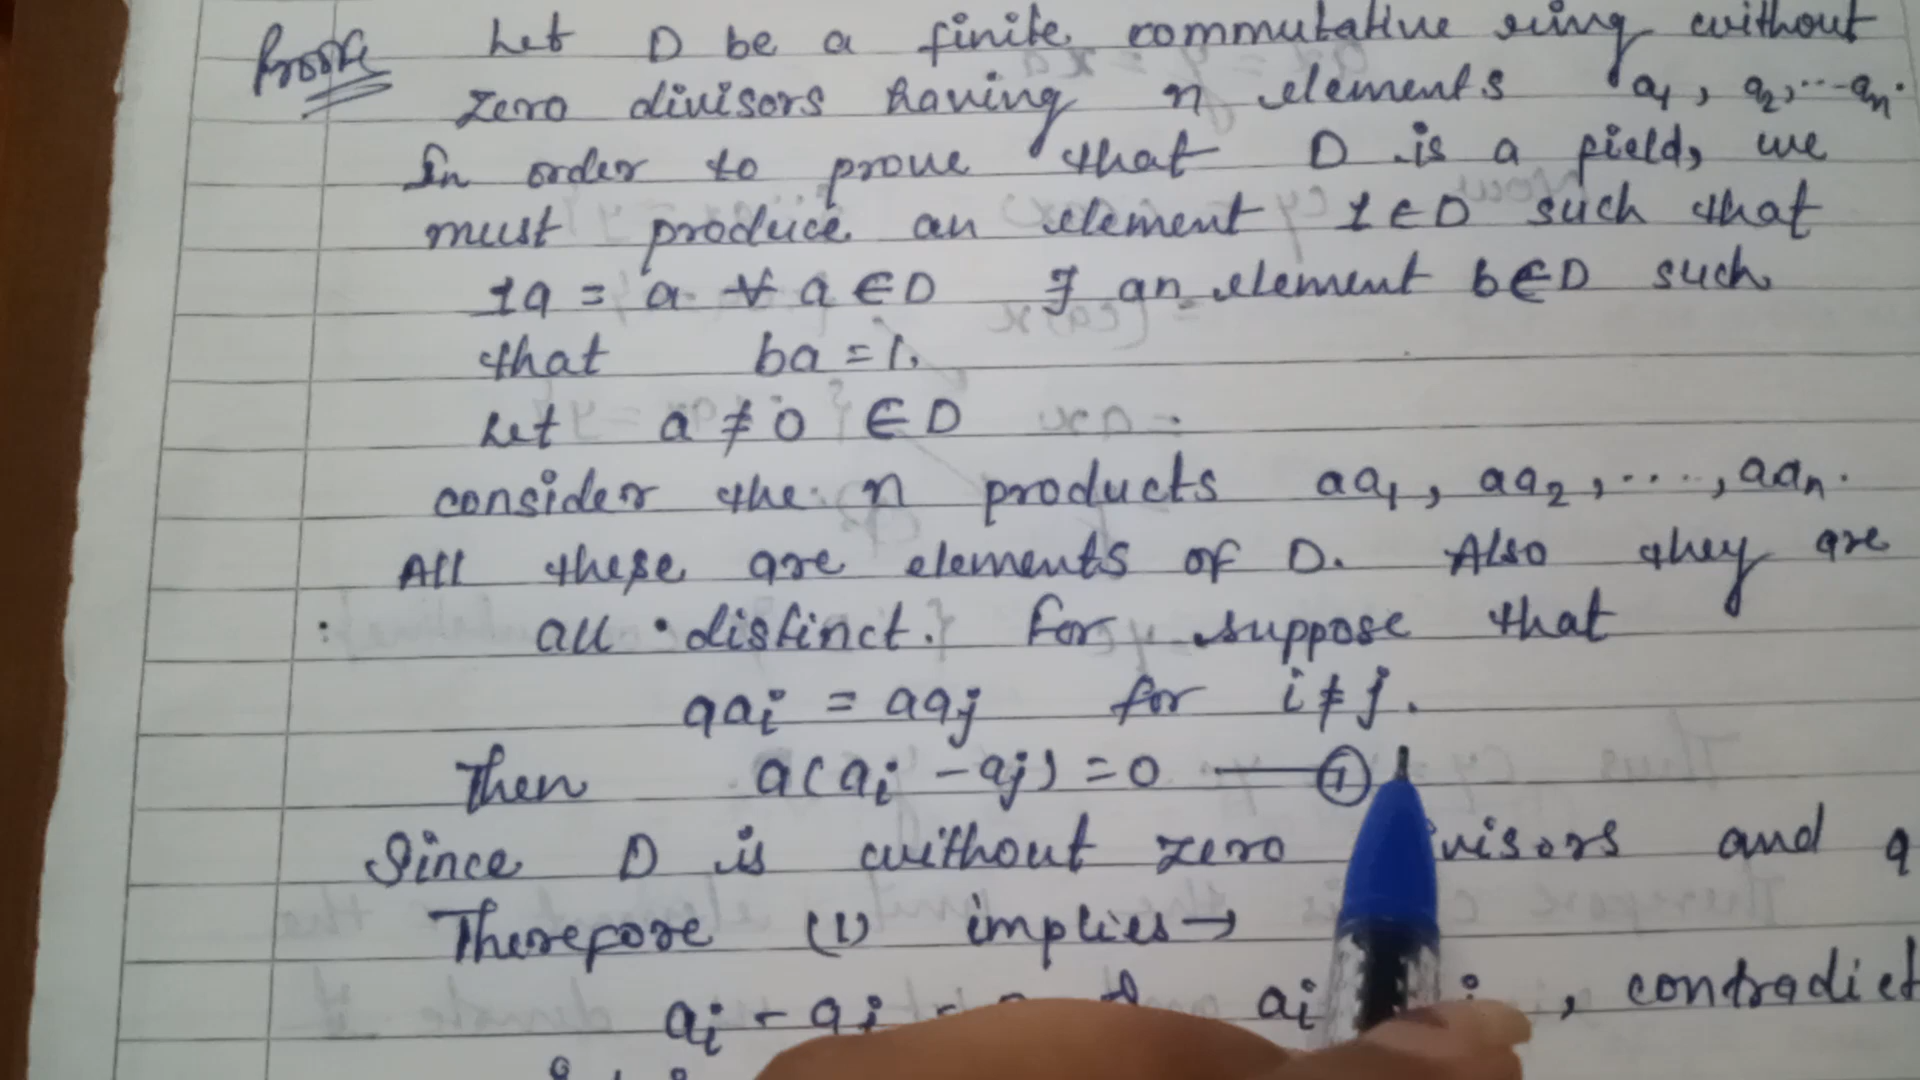 Proof Let D be a finite commutative ring without
zero divisors having n elements a1, a2,...an.
In order to prove that D is a field, we
must produce an element 1∈D such that
1a = a ∀ a ∈ D ∃ an element b∈D such
that ba = 1.
Let a ≠ 0 ∈ D
consider the n products aa1, aa2, ...., aan.
All these are elements of D. Also they are
all distinct. For suppose that
aai = aaj for i ≠ j.
Then a(ai - aj) = 0 — ①
Since D is without zero and a
Therefore (1) implies →
ai - aj ai , contradict